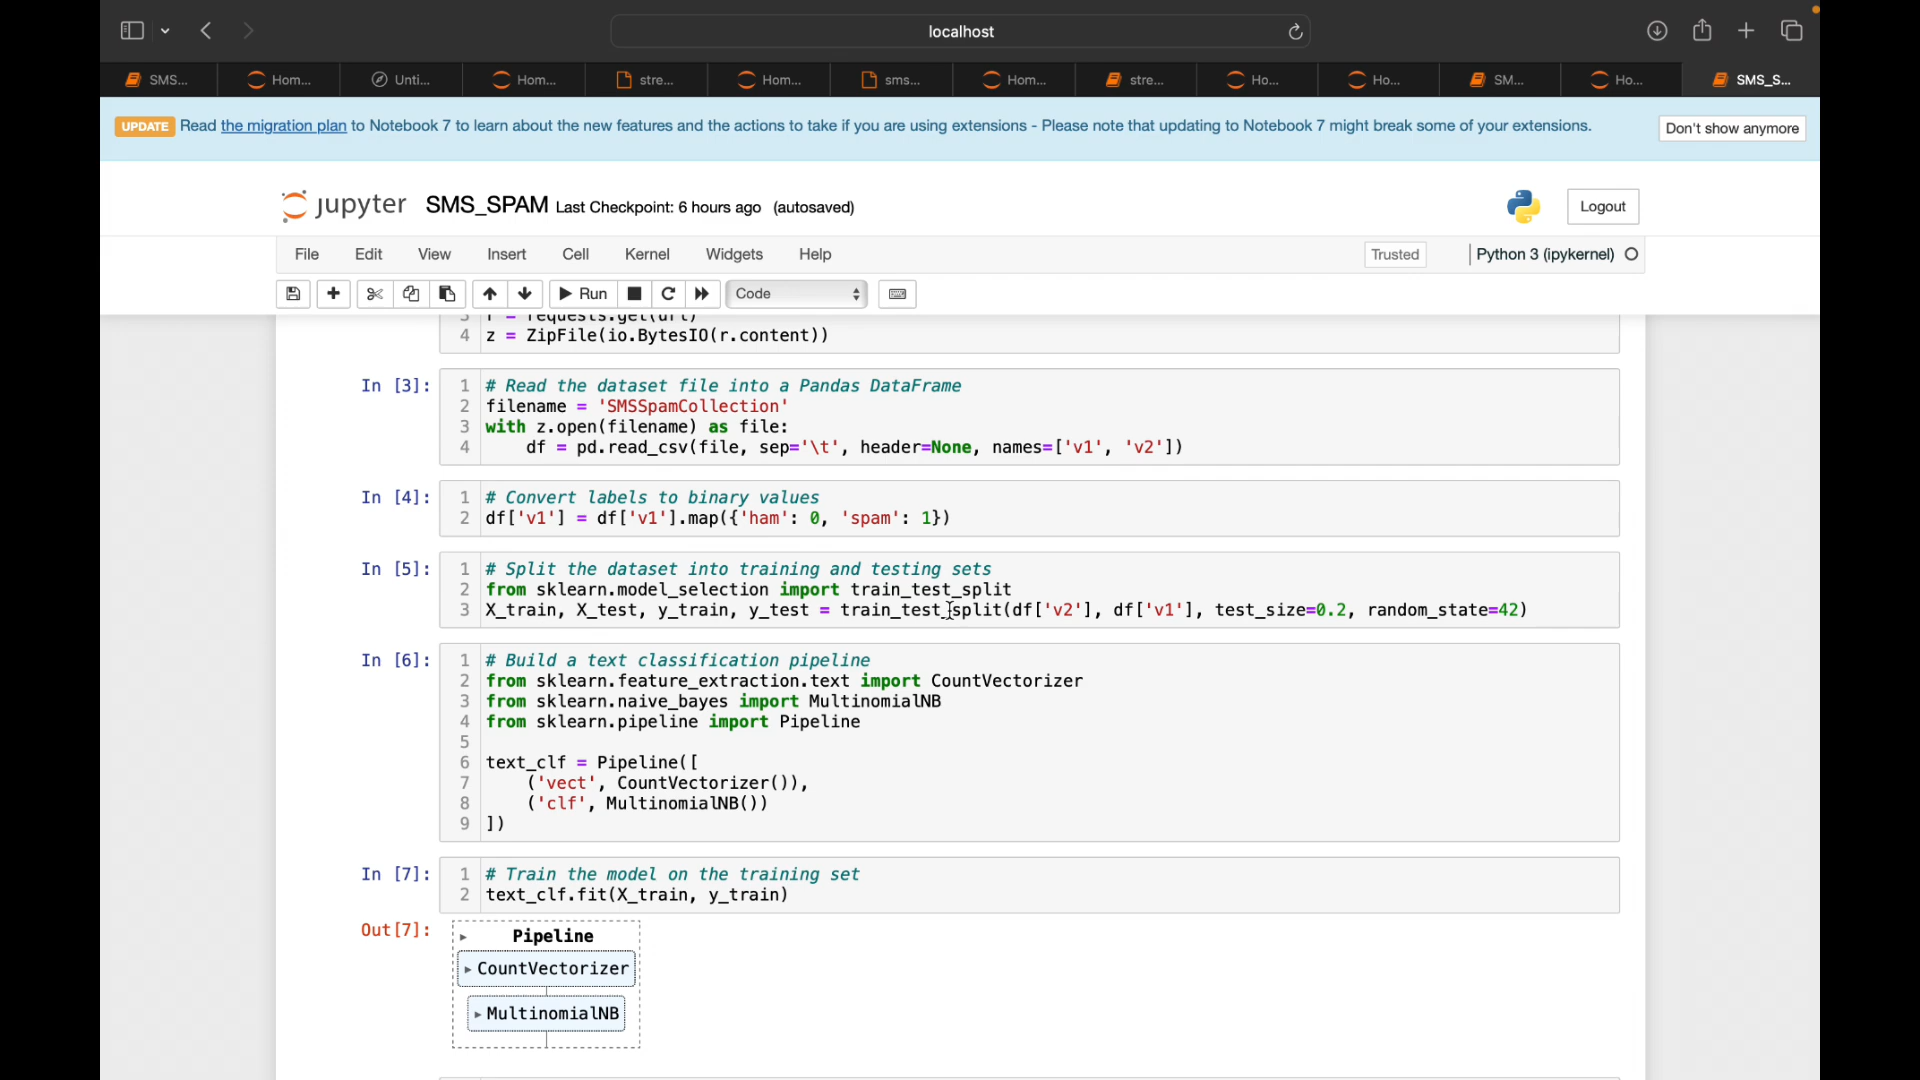 localhost
SMS... Hom... Unti... Hom... stre... Hom... sms... Hom... stre... Ho... Ho... SM... Ho... SMS_S...
UPDATE Read the migration plan to Notebook 7 to learn about the new features and the actions to take if you are using extensions - Please note that updating to Notebook 7 might break some of your extensions. Don't show anymore
jupyter SMS_SPAM Last Checkpoint: 6 hours ago (autosaved) Logout
File Edit View Insert Cell Kernel Widgets Help Trusted Python 3 (ipykernel)
Run Code
3 r = requests.get(url)
4 z = ZipFile(io.BytesIO(r.content))
In [3]: 1 # Read the dataset file into a Pandas DataFrame
2 filename = 'SMSSpamCollection'
3 with z.open(filename) as file:
4 df = pd.read_csv(file, sep='\t', header=None, names=['v1', 'v2'])
In [4]: 1 # Convert labels to binary values
2 df['v1'] = df['v1'].map({'ham': 0, 'spam': 1})
In [5]: 1 # Split the dataset into training and testing sets
2 from sklearn.model_selection import train_test_split
3 X_train, X_test, y_train, y_test = train_test_split(df['v2'], df['v1'], test_size=0.2, random_state=42)
In [6]: 1 # Build a text classification pipeline
2 from sklearn.feature_extraction.text import CountVectorizer
3 from sklearn.naive_bayes import MultinomialNB
4 from sklearn.pipeline import Pipeline
5
6 text_clf = Pipeline([
7 ('vect', CountVectorizer()),
8 ('clf', MultinomialNB())
9 ])
In [7]: 1 # Train the model on the training set
2 text_clf.fit(X_train, y_train)
Out[7]: Pipeline
CountVectorizer
MultinomialNB